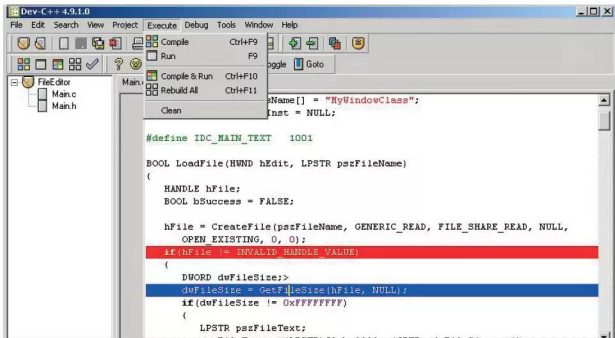 Dev-C++ 4.9.1.0
File Edit Search View Project Execute Debug Tools Window Help
Compile Ctrl+F9
Run F9
Compile & Run Ctrl+F10
Rebuild All Ctrl+F11
Clean
oggle Goto
FileEditor
Main.c
Main.h
Main.
sName[] = "MyWindowClass";
Inst = NULL;
#define IDC_MAIN_TEXT 1001
BOOL LoadFile(HWND hEdit, LPSTR pszFileName)
(
HANDLE hFile;
BOOL bSuccess = FALSE;
hFile = CreateFile(pszFileName, GENERIC_READ, FILE_SHARE_READ, NULL,
OPEN_EXISTING, 0, 0);
if(hFile != INVALID_HANDLE_VALUE)
(
DWORD dwFileSize;>
dwFileSize = GetFileSize(hFile, NULL);
if(dwFileSize != 0xFFFFFFFF)
(
LPSTR pszFileText;